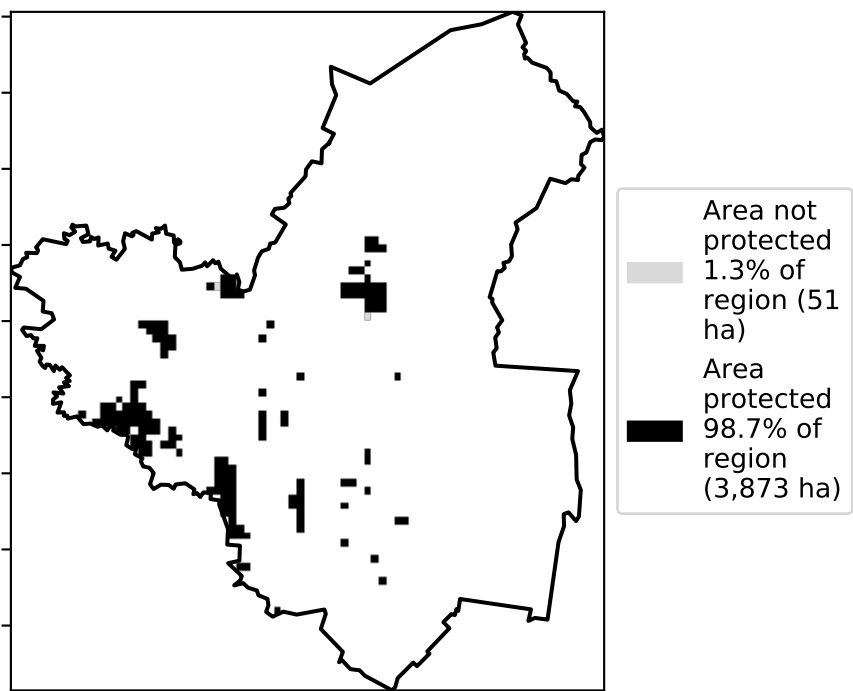 Area not
protected
1.3% of
region (51
ha)
Area
protected
98.7% of
region
(3,873 ha)